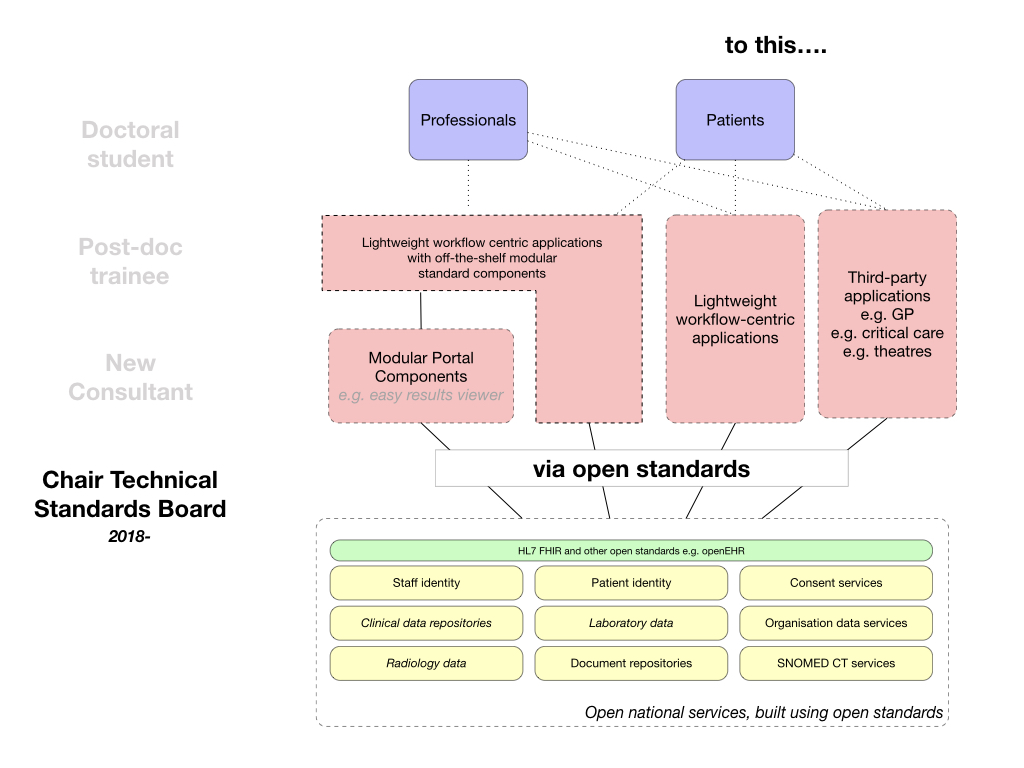 to this....
Professionals
Patients
Doctoral
student
Post-doc
trainee
New
Consultant
Chair Technical
Standards Board
2018-
Lightweight workflow centric applications
with off-the-shelf modular
standard components
Modular Portal
Components
e.g. easy results viewer
Lightweight
workflow-centric
applications
Third-party
applications
e.g. GP
e.g. critical care
e.g. theatres
via open standards
HL7 FHIR and other open standards e.g. openEHR
Staff identity
Patient identity
Consent services
Clinical data repositories
Laboratory data
Organisation data services
Radiology data
Document repositories
SNOMED CT services
Open national services, built using open standards